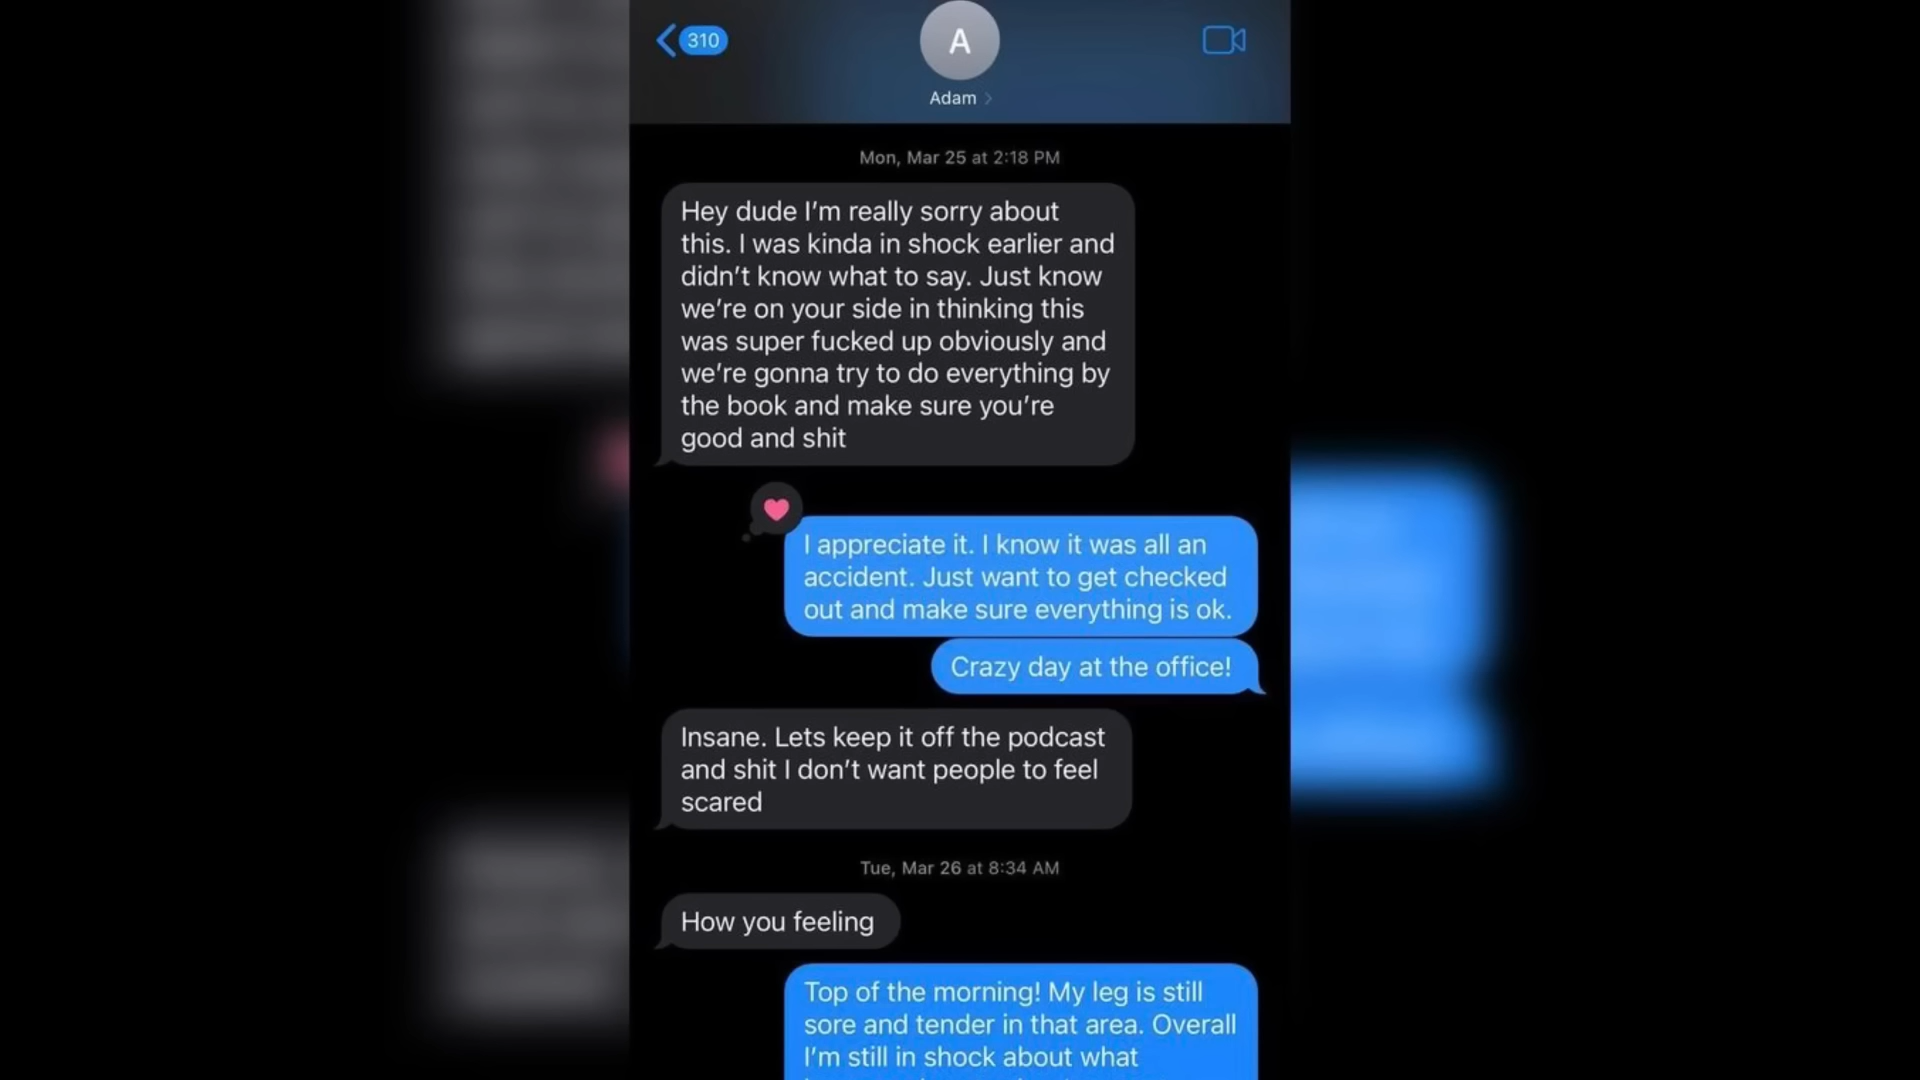 310
A
Adam
Mon, Mar 25 at 2:18 PM
Hey dude I’m really sorry about
this. I was kinda in shock earlier and
didn’t know what to say. Just know
we’re on your side in thinking this
was super fucked up obviously and
we’re gonna try to do everything by
the book and make sure you’re
good and shit
I appreciate it. I know it was all an
accident. Just want to get checked
out and make sure everything is ok.
Crazy day at the office!
Insane. Lets keep it off the podcast
and shit I don’t want people to feel
scared
Tue, Mar 26 at 8:34 AM
How you feeling
Top of the morning! My leg is still
sore and tender in that area. Overall
I’m still in shock about what